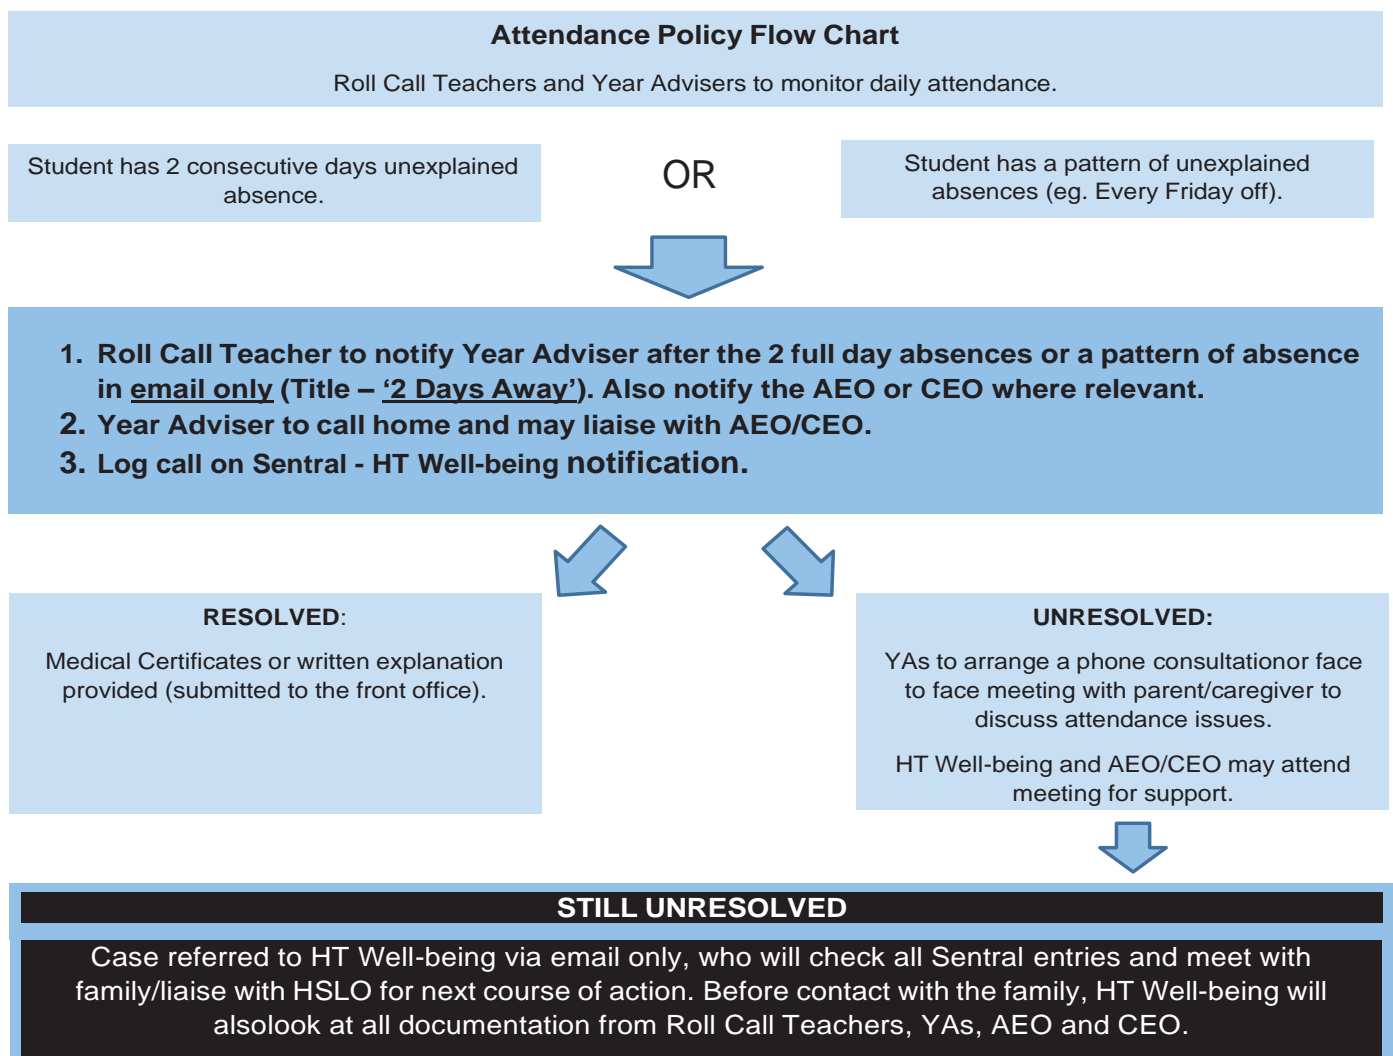 Attendance Policy Flow Chart
Roll Call Teachers and Year Advisers to monitor daily attendance.
Student has 2 consecutive days unexplained
absence.
OR
Student has a pattern of unexplained
absences (eg. Every Friday off).
1. Roll Call Teacher to notify Year Adviser after the 2 full day absences or a pattern of absence
in email only (Title – ‘2 Days Away’). Also notify the AEO or CEO where relevant.
2. Year Adviser to call home and may liaise with AEO/CEO.
3. Log call on Sentral - HT Well-being notification.
RESOLVED:
Medical Certificates or written explanation
provided (submitted to the front office).
UNRESOLVED:
YAs to arrange a phone consultationor face
to face meeting with parent/caregiver to
discuss attendance issues.
HT Well-being and AEO/CEO may attend
meeting for support.
STILL UNRESOLVED
Case referred to HT Well-being via email only, who will check all Sentral entries and meet with
family/liaise with HSLO for next course of action. Before contact with the family, HT Well-being will
alsolook at all documentation from Roll Call Teachers, YAs, AEO and CEO.